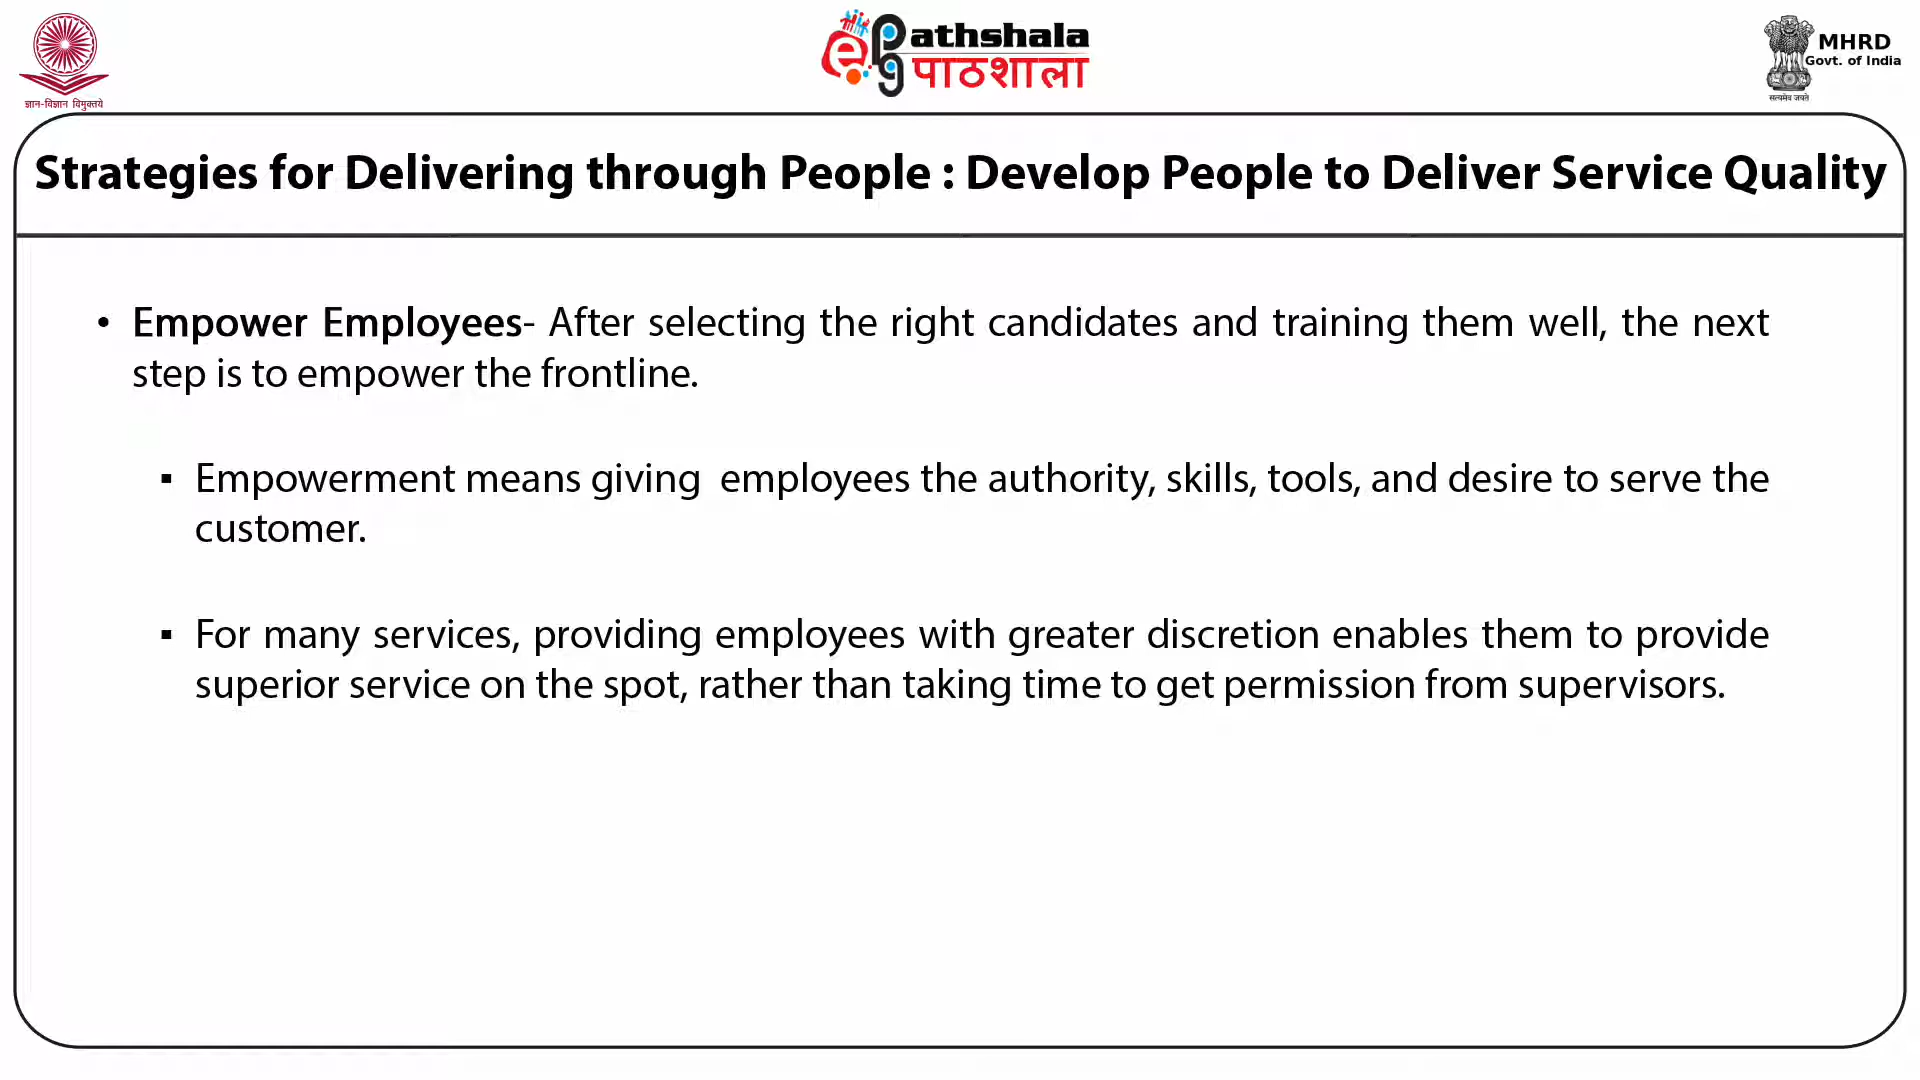 ज्ञान-विज्ञान विमुक्तये
e Pathshala
पाठशाला
MHRD
Govt. of India
सत्यमेव जयते
Strategies for Delivering through People : Develop People to Deliver Service Quality
• Empower Employees- After selecting the right candidates and training them well, the next
step is to empower the frontline.
▪ Empowerment means giving  employees the authority, skills, tools, and desire to serve the
customer.
▪ For many services, providing employees with greater discretion enables them to provide
superior service on the spot, rather than taking time to get permission from supervisors.